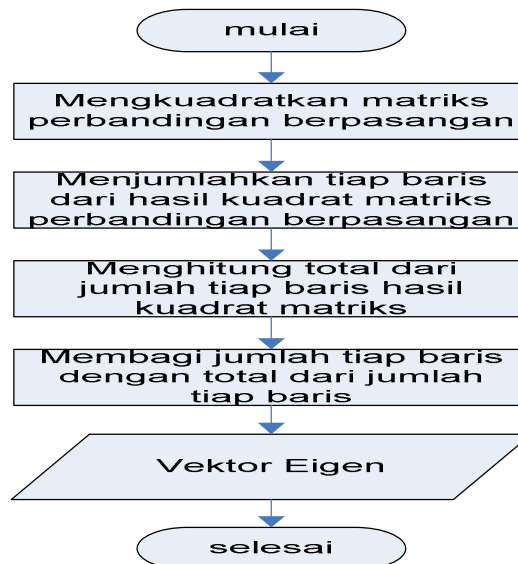 mulai
Mengkuadratkan matriks
perbandingan berpasangan
Menjumlahkan tiap baris
dari hasil kuadrat matriks
perbandingan berpasangan
Menghitung total dari
jumlah tiap baris hasil
kuadrat matriks
Membagi jumlah tiap baris
dengan total dari jumlah
tiap baris
Vektor Eigen
selesai